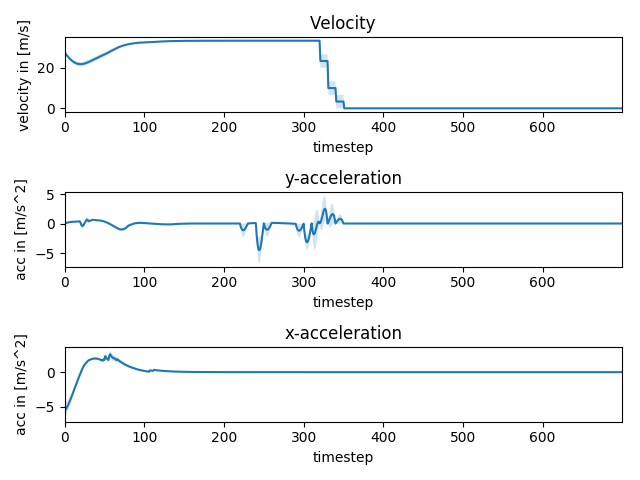 Velocity
velocity in [m/s]
20
0
0 100 200 300 400 500 600
timestep
y-acceleration
acc in [m/s^2]
5
0
−5
0 100 200 300 400 500 600
timestep
x-acceleration
acc in [m/s^2]
0
−5
0 100 200 300 400 500 600
timestep